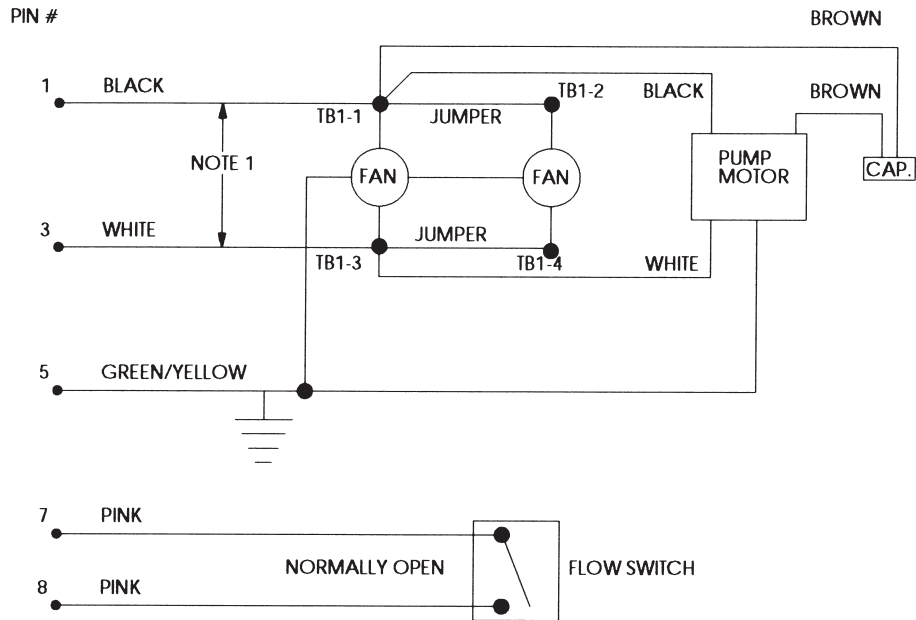 PIN #
BROWN
1 BLACK
TB1-1
JUMPER
TB1-2
BLACK
BROWN
NOTE 1
FAN
FAN
PUMP
MOTOR
CAP.
3 WHITE
JUMPER
TB1-3
TB1-4
WHITE
5 GREEN/YELLOW
7 PINK
NORMALLY OPEN
FLOW SWITCH
8 PINK